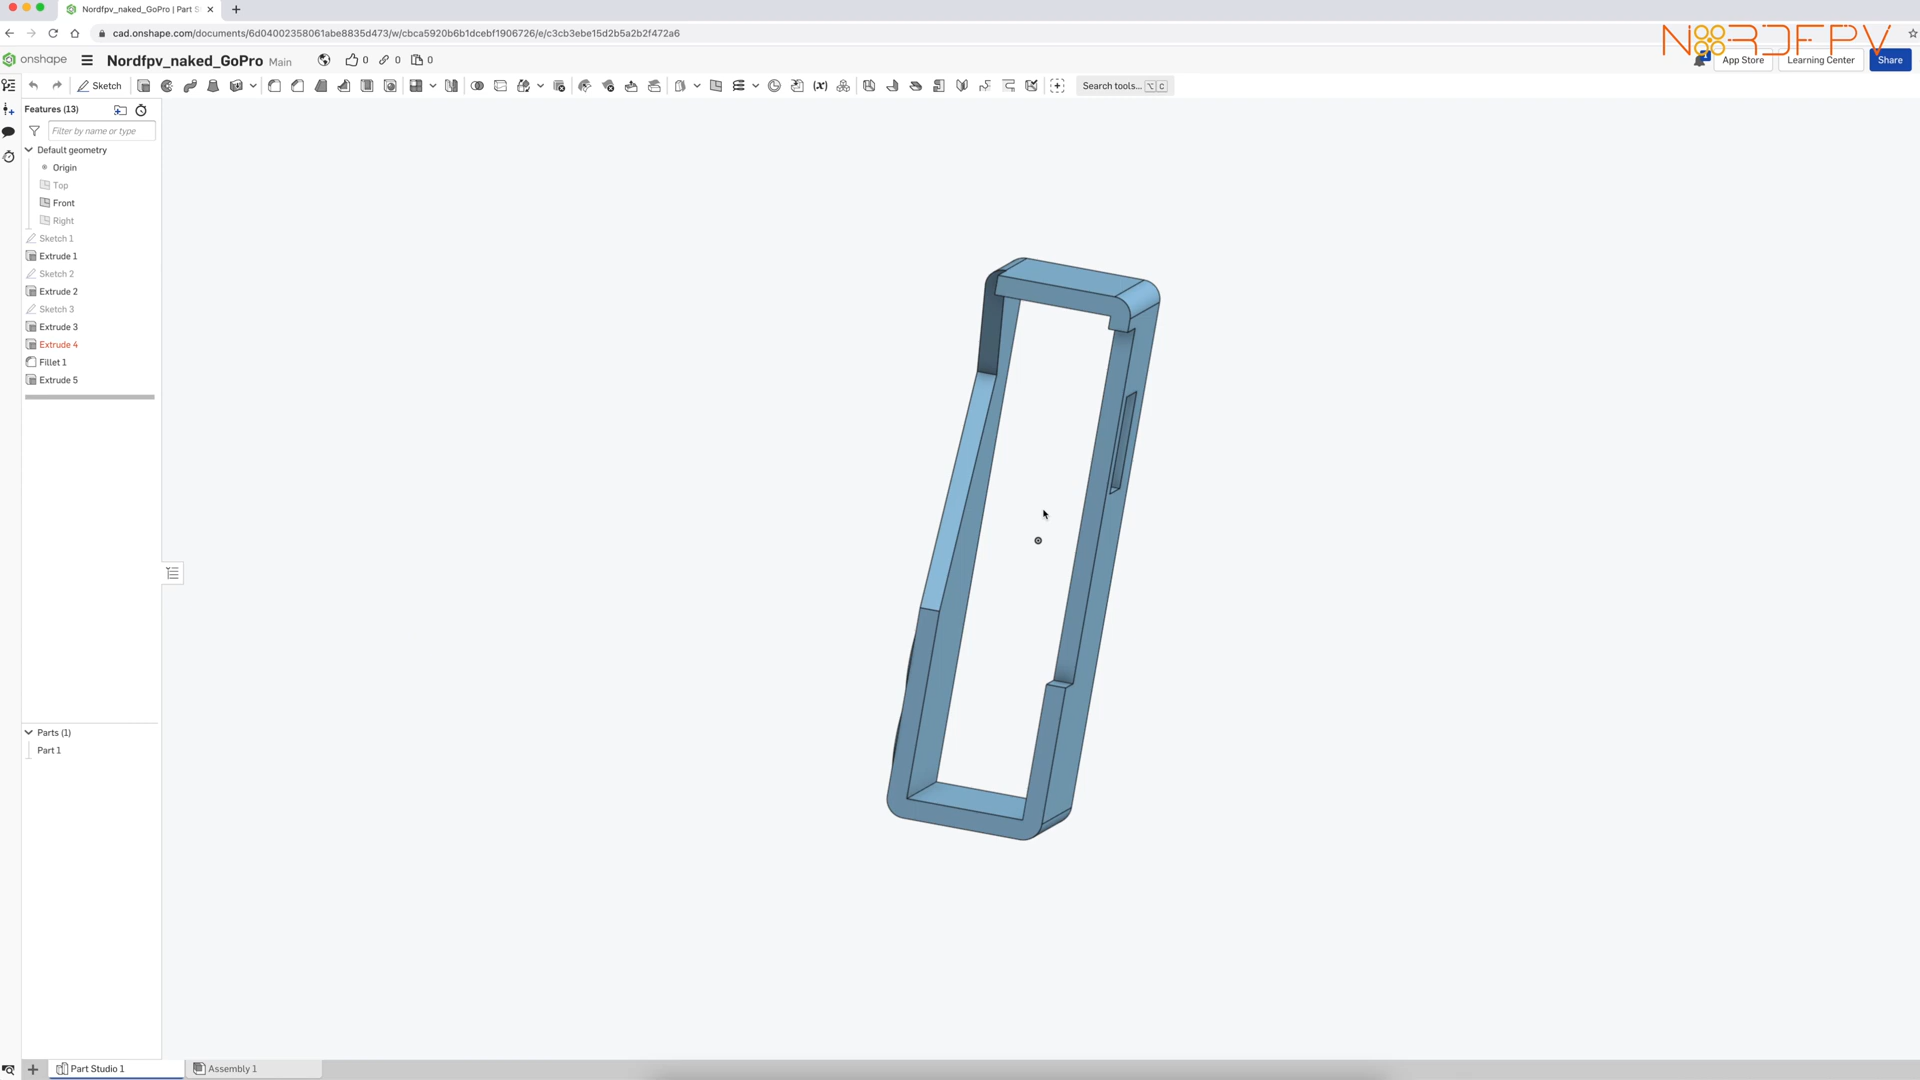 Nordfpv_naked_GoPro | Part S
cad.onshape.com/documents/6d04002358061abe8835d473/w/cbca5920b6b1dcebf1906726/e/c3cb3ebe15d2b5a2b2f472a6
NORDFPV
onshape
Nordfpv_naked_GoPro Main
0 0 0
App Store
Learning Center
Share
Sketch
Search tools... ⌥ C
Features (13)
Filter by name or type
Default geometry
Origin
Top
Front
Right
Sketch 1
Extrude 1
Sketch 2
Extrude 2
Sketch 3
Extrude 3
Extrude 4
Fillet 1
Extrude 5
Parts (1)
Part 1
Part Studio 1
Assembly 1